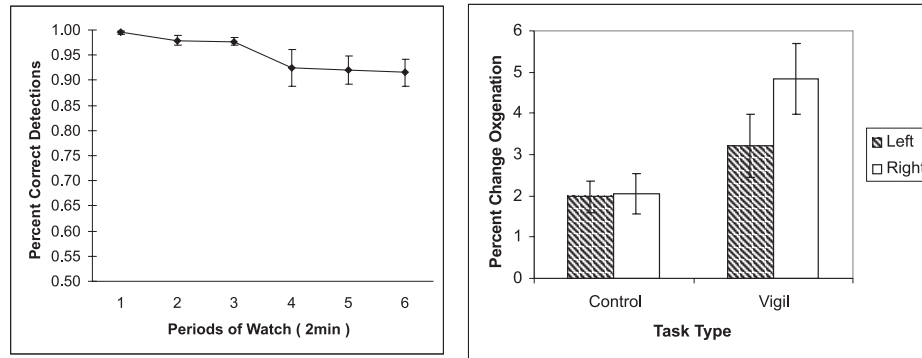 1.00
0.95
0.90
0.85
0.80
0.75
0.70
0.65
0.60
0.55
0.50
Percent Correct Detections
1 2 3 4 5 6
Periods of Watch ( 2min )
6
5
4
3
2
1
0
Percent Change Oxgenation
Control Vigil
Task Type
Left
Right